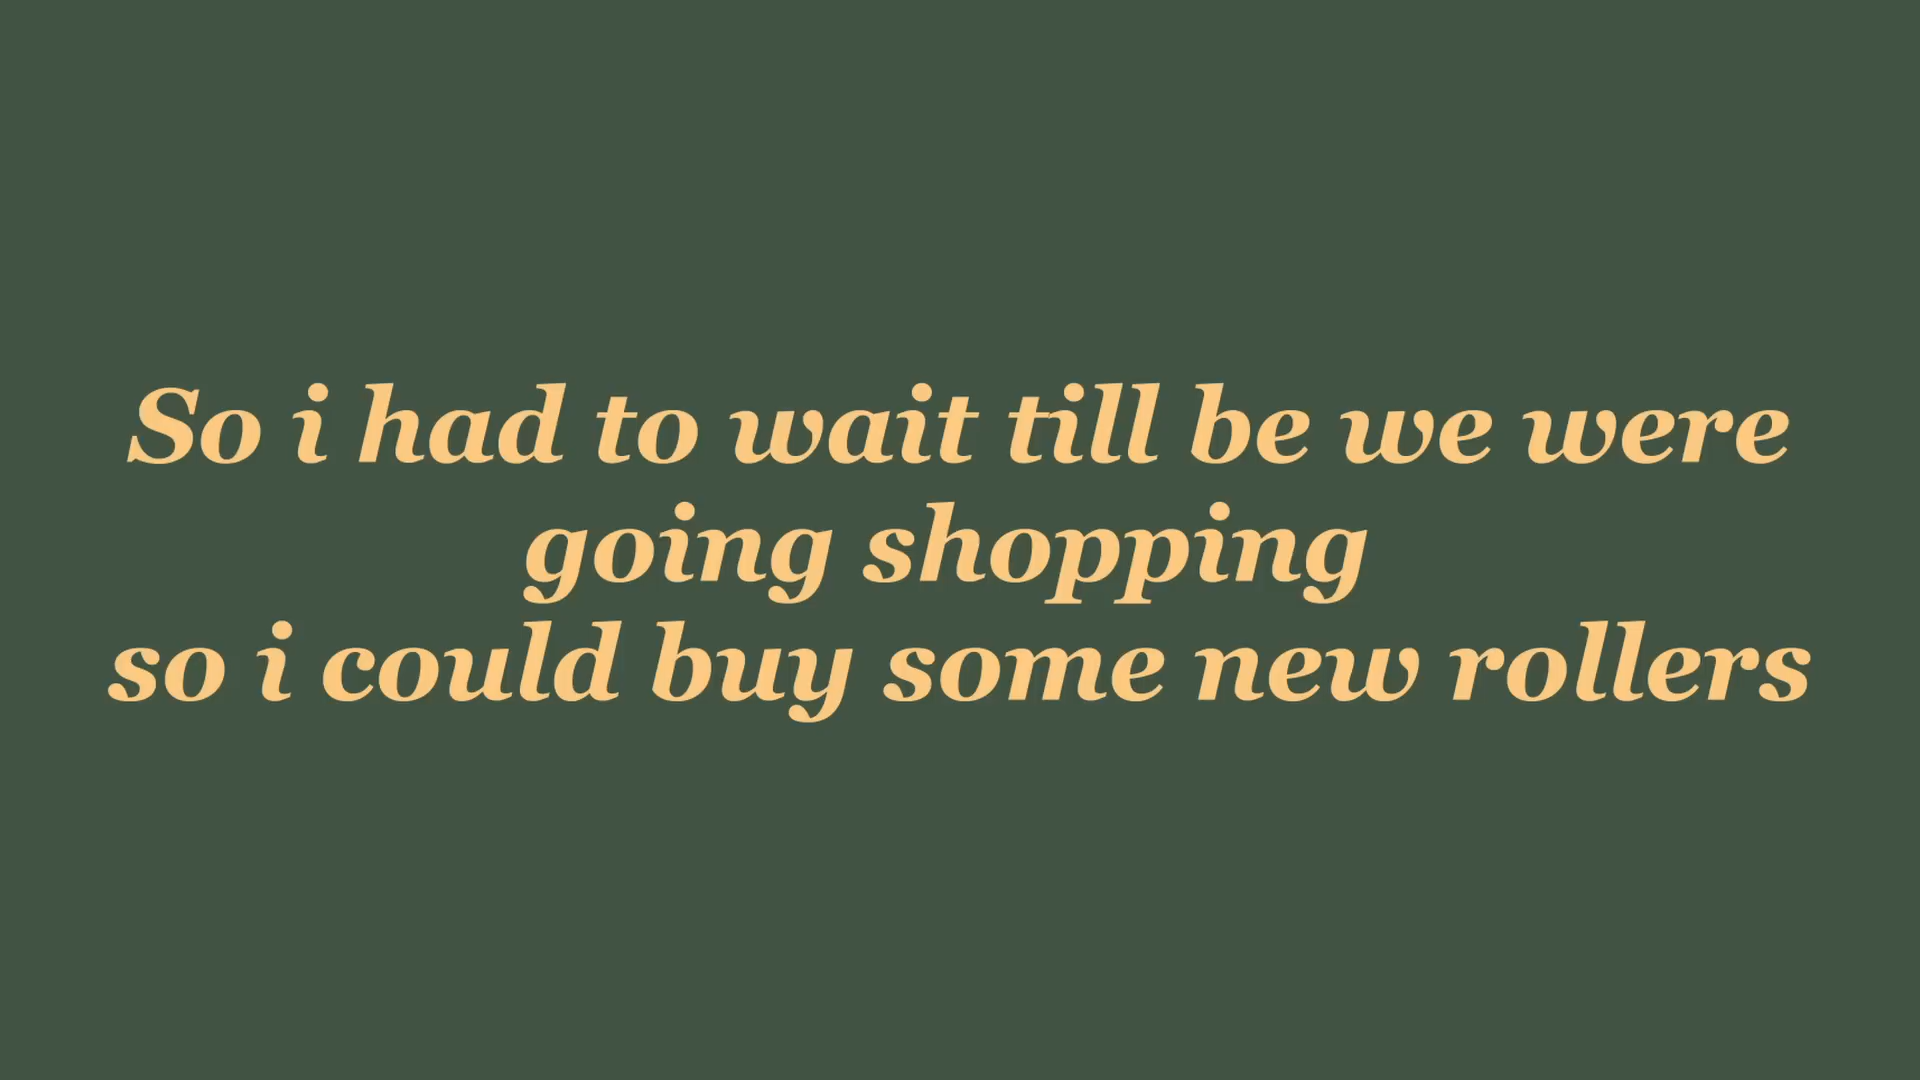 So i had to wait till be we were
going shopping
so i could buy some new rollers